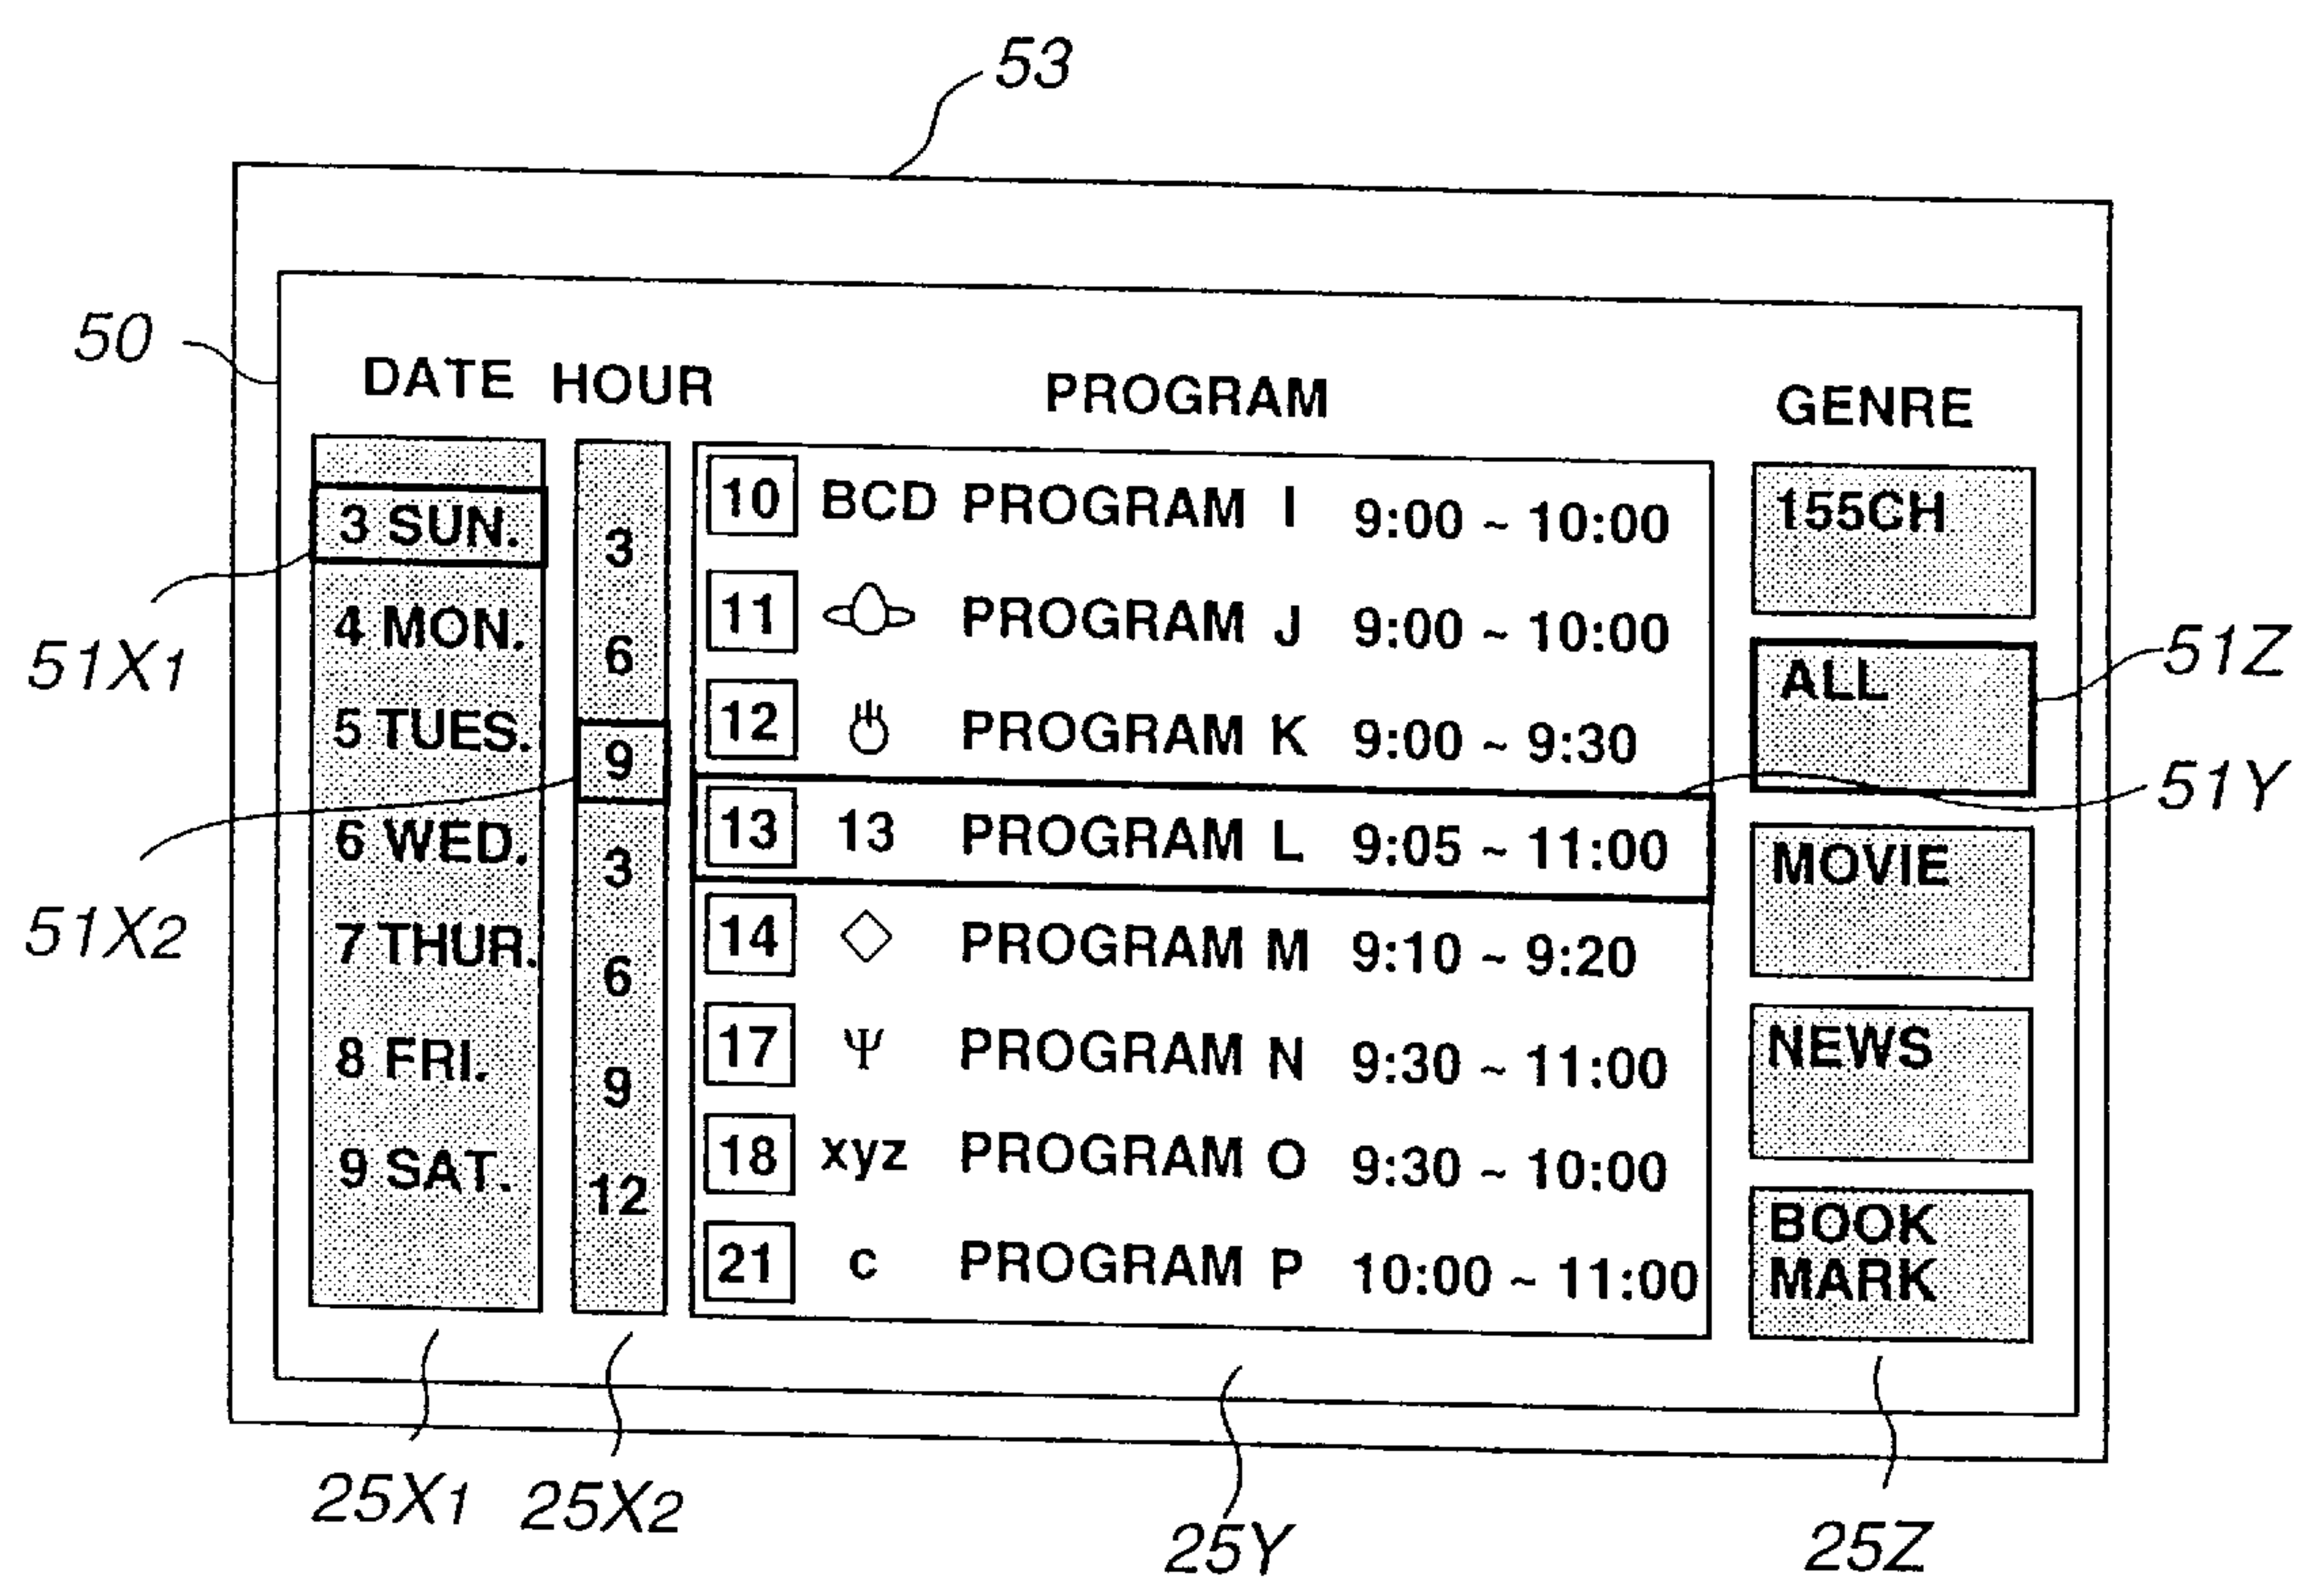 53
50
DATE HOUR PROGRAM GENRE
10 BCD PROGRAM I 9:00 ~ 10:00
11 PROGRAM J 9:00 ~ 10:00
12 PROGRAM K 9:00 ~ 9:30
13 13 PROGRAM L 9:05 ~ 11:00
14 ◇ PROGRAM M 9:10 ~ 9:20
17 Ψ PROGRAM N 9:30 ~ 11:00
18 xyz PROGRAM O 9:30 ~ 10:00
21 c PROGRAM P 10:00 ~ 11:00
3 SUN.
4 MON.
5 TUES.
6 WED.
7 THUR.
8 FRI.
9 SAT.
3
6
9
3
6
9
12
155CH
ALL
MOVIE
NEWS
BOOK
MARK
51X1
51X2
51Z
51Y
25X1
25X2
25Y
25Z